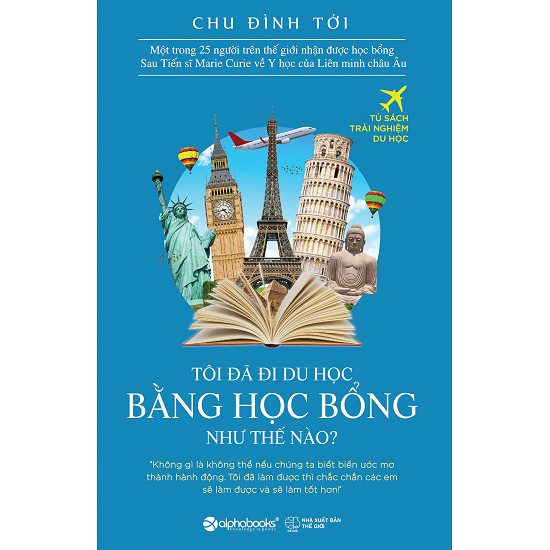 CHU ĐÌNH TỚI
Một trong 25 người trên thế giới nhận được học bổng
Sau Tiến sĩ Marie Curie về Y học của Liên minh châu Âu
TỦ SÁCH
TRẢI NGHIỆM
DU HỌC
TÔI ĐÃ ĐI DU HỌC
BẰNG HỌC BỔNG
NHƯ THẾ NÀO?
"Không gì là không thể nếu chúng ta biết biến ước mơ
thành hành động. Tôi đã làm được thì chắc chắn các em
sẽ làm được và sẽ làm tốt hơn!"
alphabooks®
knowledge is power
NHÀ XUẤT BẢN
THẾ GIỚI